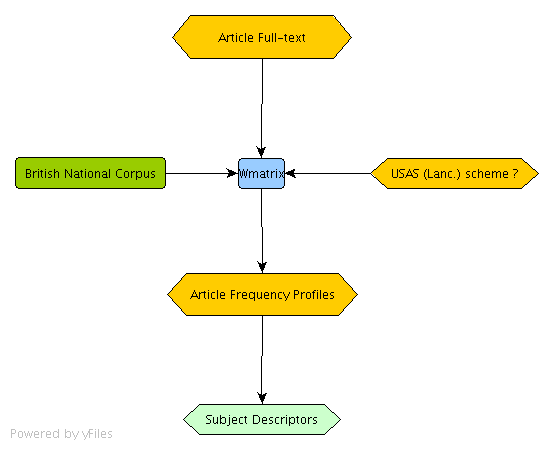 Article Full-text
British National Corpus
Wmatrix
USAS (Lanc.) scheme ?
Article Frequency Profiles
Subject Descriptors
Powered by yFiles